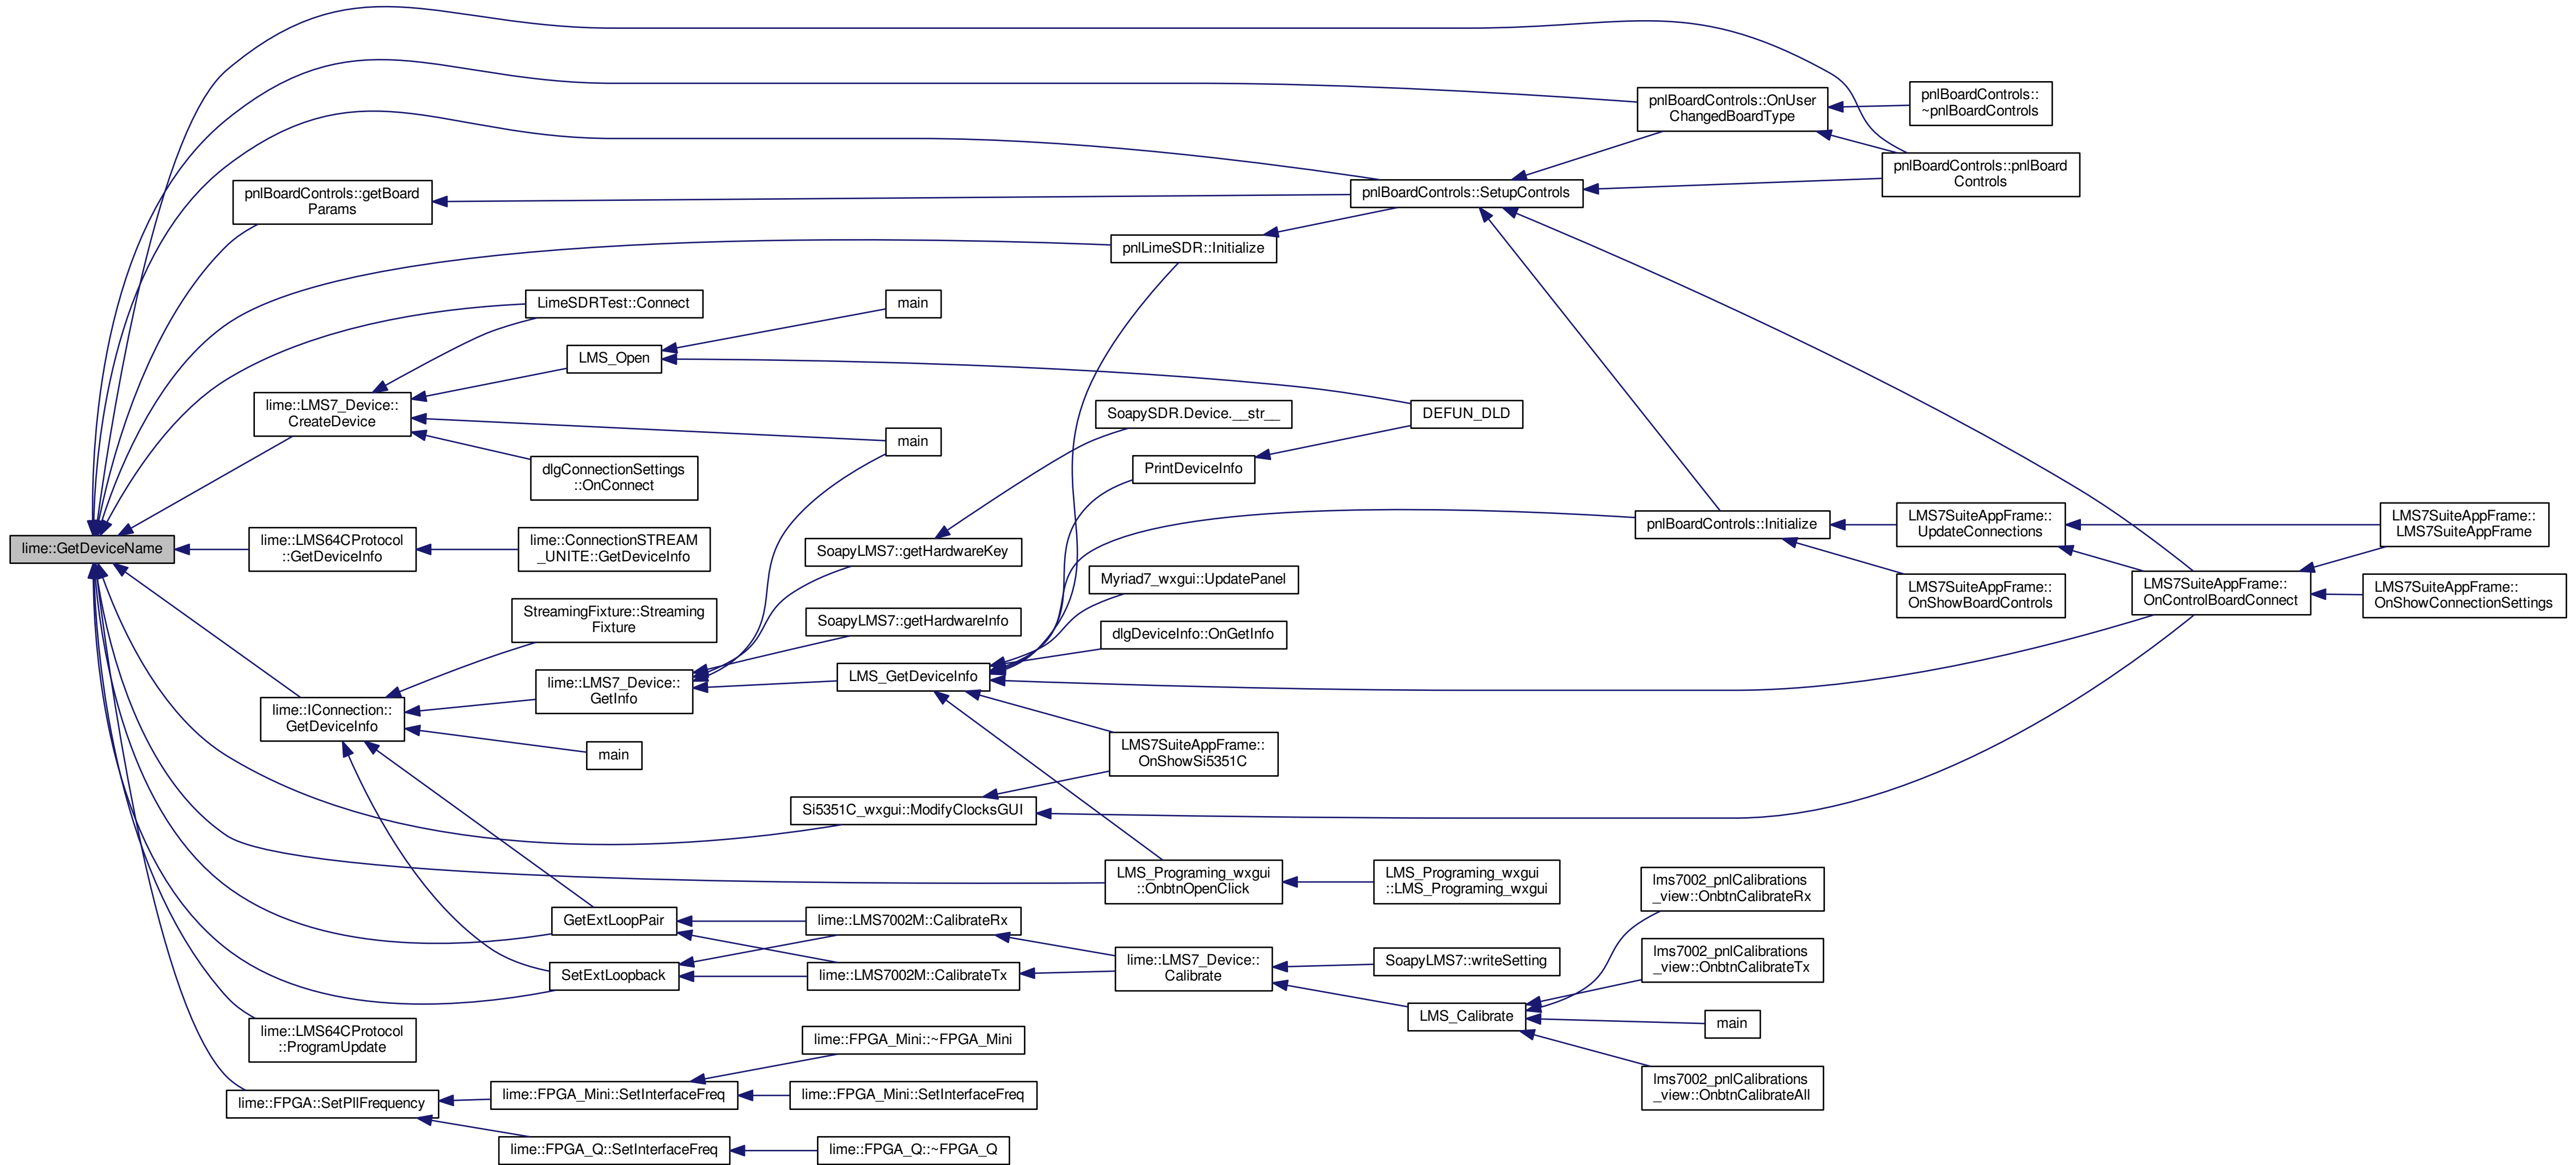 pnlBoardControls::OnUser
ChangedBoardType
pnlBoardControls::
~pnlBoardControls
pnlBoardControls::pnlBoard
Controls
pnlBoardControls::getBoard
Params
pnlBoardControls::SetupControls
pnlLimeSDR::Initialize
LimeSDRTest::Connect
main
LMS_Open
lime::LMS7_Device::
CreateDevice
SoapySDR.Device.__str__
DEFUN_DLD
main
dlgConnectionSettings
::OnConnect
PrintDeviceInfo
lime::GetDeviceName
lime::LMS64CProtocol
::GetDeviceInfo
lime::ConnectionSTREAM
_UNITE::GetDeviceInfo
SoapyLMS7::getHardwareKey
pnlBoardControls::Initialize
LMS7SuiteAppFrame::
UpdateConnections
LMS7SuiteAppFrame::
LMS7SuiteAppFrame
Myriad7_wxgui::UpdatePanel
LMS7SuiteAppFrame::
OnShowBoardControls
LMS7SuiteAppFrame::
OnControlBoardConnect
LMS7SuiteAppFrame::
OnShowConnectionSettings
StreamingFixture::Streaming
Fixture
SoapyLMS7::getHardwareInfo
dlgDeviceInfo::OnGetInfo
lime::LMS7_Device::
GetInfo
LMS_GetDeviceInfo
lime::IConnection::
GetDeviceInfo
main
LMS7SuiteAppFrame::
OnShowSi5351C
Si5351C_wxgui::ModifyClocksGUI
LMS_Programing_wxgui
::OnbtnOpenClick
LMS_Programing_wxgui
::LMS_Programing_wxgui
lms7002_pnlCalibrations
_view::OnbtnCalibrateRx
GetExtLoopPair
lime::LMS7002M::CalibrateRx
SetExtLoopback
lime::LMS7002M::CalibrateTx
lime::LMS7_Device::
Calibrate
SoapyLMS7::writeSetting
lms7002_pnlCalibrations
_view::OnbtnCalibrateTx
LMS_Calibrate
main
lime::LMS64CProtocol
::ProgramUpdate
lime::FPGA_Mini::~FPGA_Mini
lms7002_pnlCalibrations
_view::OnbtnCalibrateAll
lime::FPGA::SetPllFrequency
lime::FPGA_Mini::SetInterfaceFreq
lime::FPGA_Mini::SetInterfaceFreq
lime::FPGA_Q::SetInterfaceFreq
lime::FPGA_Q::~FPGA_Q